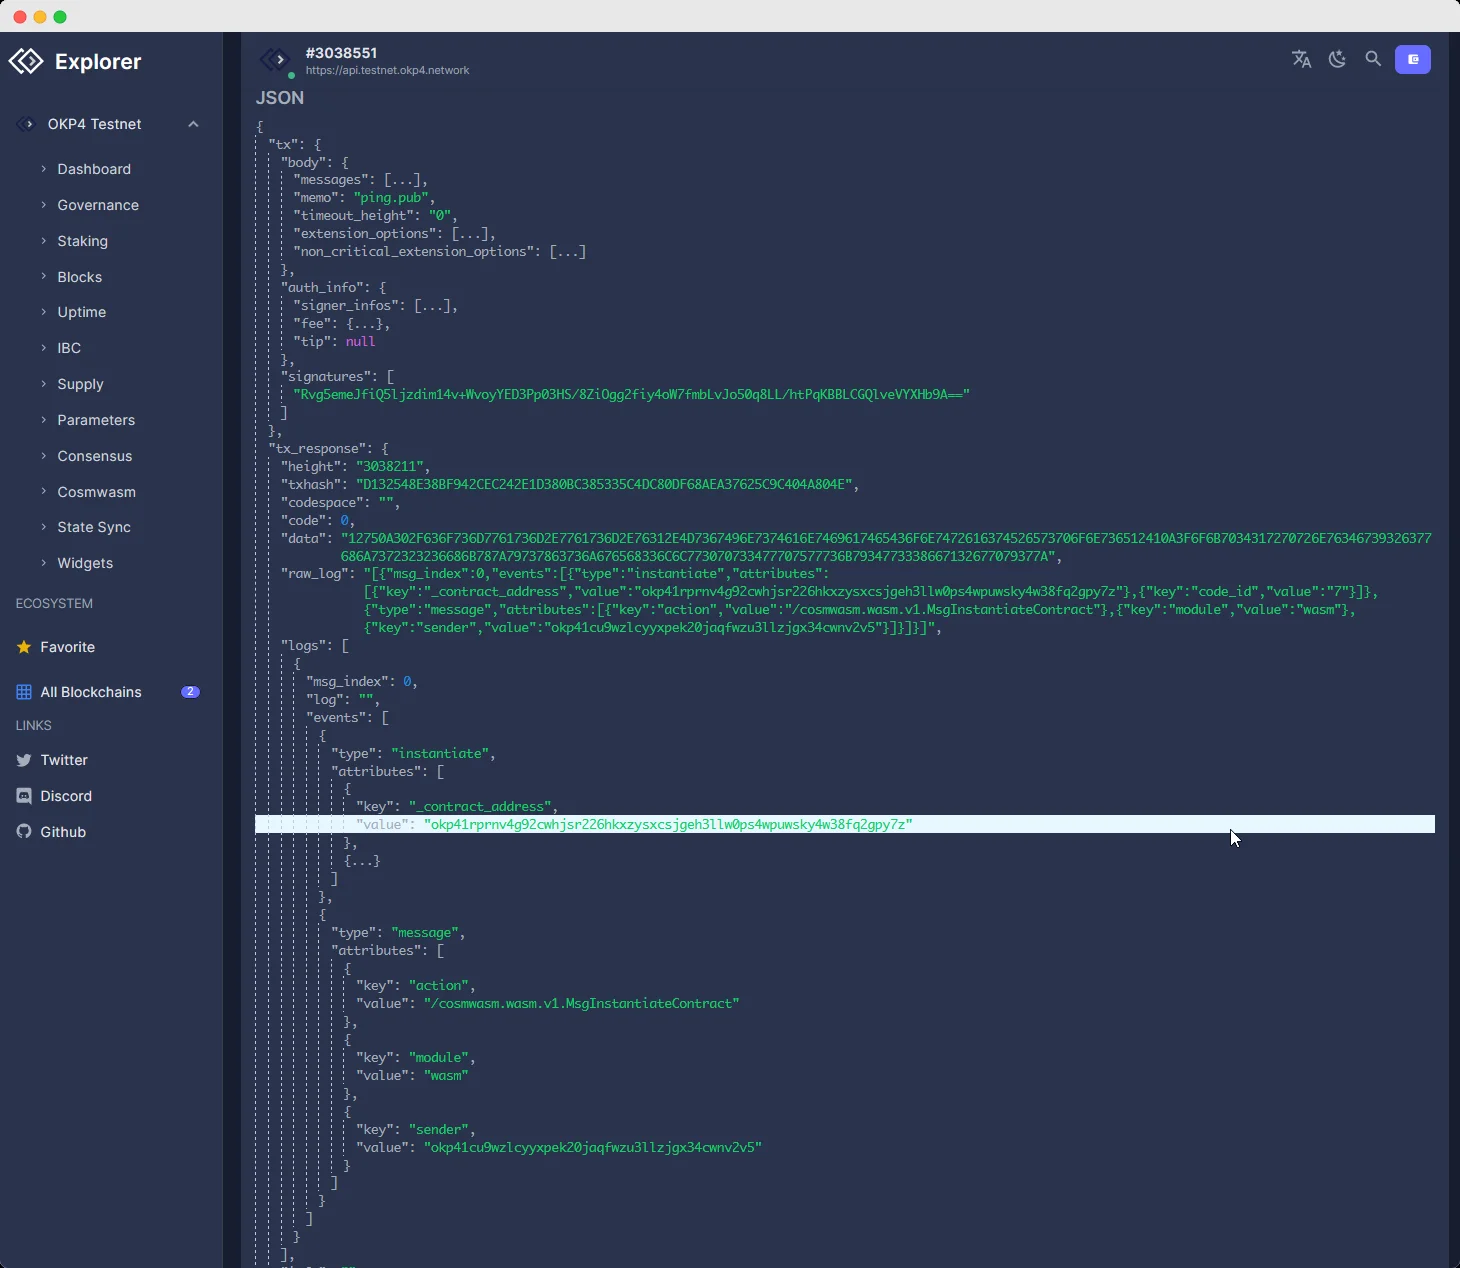 Explorer
#3038551
https://api.testnet.okp4.network
OKP4 Testnet
Dashboard
Governance
Staking
Blocks
Uptime
IBC
Supply
Parameters
Consensus
Cosmwasm
State Sync
Widgets
ECOSYSTEM
Favorite
All Blockchains 2
LINKS
Twitter
Discord
Github
JSON
{
"tx": {
"body": {
"messages": [...],
"memo": "ping.pub",
"timeout_height": "0",
"extension_options": [...],
"non_critical_extension_options": [...]
},
"auth_info": {
"signer_infos": [...],
"fee": {...},
"tip": null
},
"signatures": [
"Rvg5emeJfiQ5ljzdim14v+WvoyYED3Pp03HS/8ZiOgg2fiy4oW7fmbLvJo50q8LL/htPqKBBLCGQlveVYXHb9A=="
]
},
"tx_response": {
"height": "3038211",
"txhash": "D132548E38BF942CEC242E1D380BC385335C4DC80DF68AEA37625C9C404A804E",
"codespace": "",
"code": 0,
"data": "12750A302F636F736D7761736D2E7761736D2E76312E4D7367496E7374616E7469617465436F6E7472616374526573706F6E736512410A3F6F6B7034317270726E76346739326377
686A7372323236686B787A79737863736A676568336C6C773070733477707577736B793477333866713267707937A",
"raw_log": "[{"msg_index":0,"events":[{"type":"instantiate","attributes":
[{"key":"_contract_address","value":"okp41rprnv4g92cwhjsr226hkxzysxcsjgeh3llw0ps4wpuwsky4w38fq2gpy7z"},{"key":"code_id","value":"7"}]},
{"type":"message","attributes":[{"key":"action","value":"/cosmwasm.wasm.v1.MsgInstantiateContract"},{"key":"module","value":"wasm"},
{"key":"sender","value":"okp41cu9wzlcyyxpek20jaqfwzu3llzjgx34cwnv2v5"}]}]}]",
"logs": [
{
"msg_index": 0,
"log": "",
"events": [
{
"type": "instantiate",
"attributes": [
{
"key": "_contract_address",
"value": "okp41rprnv4g92cwhjsr226hkxzysxcsjgeh3llw0ps4wpuwsky4w38fq2gpy7z"
},
{...}
]
},
{
"type": "message",
"attributes": [
{
"key": "action",
"value": "/cosmwasm.wasm.v1.MsgInstantiateContract"
},
{
"key": "module",
"value": "wasm"
},
{
"key": "sender",
"value": "okp41cu9wzlcyyxpek20jaqfwzu3llzjgx34cwnv2v5"
}
]
}
]
}
],